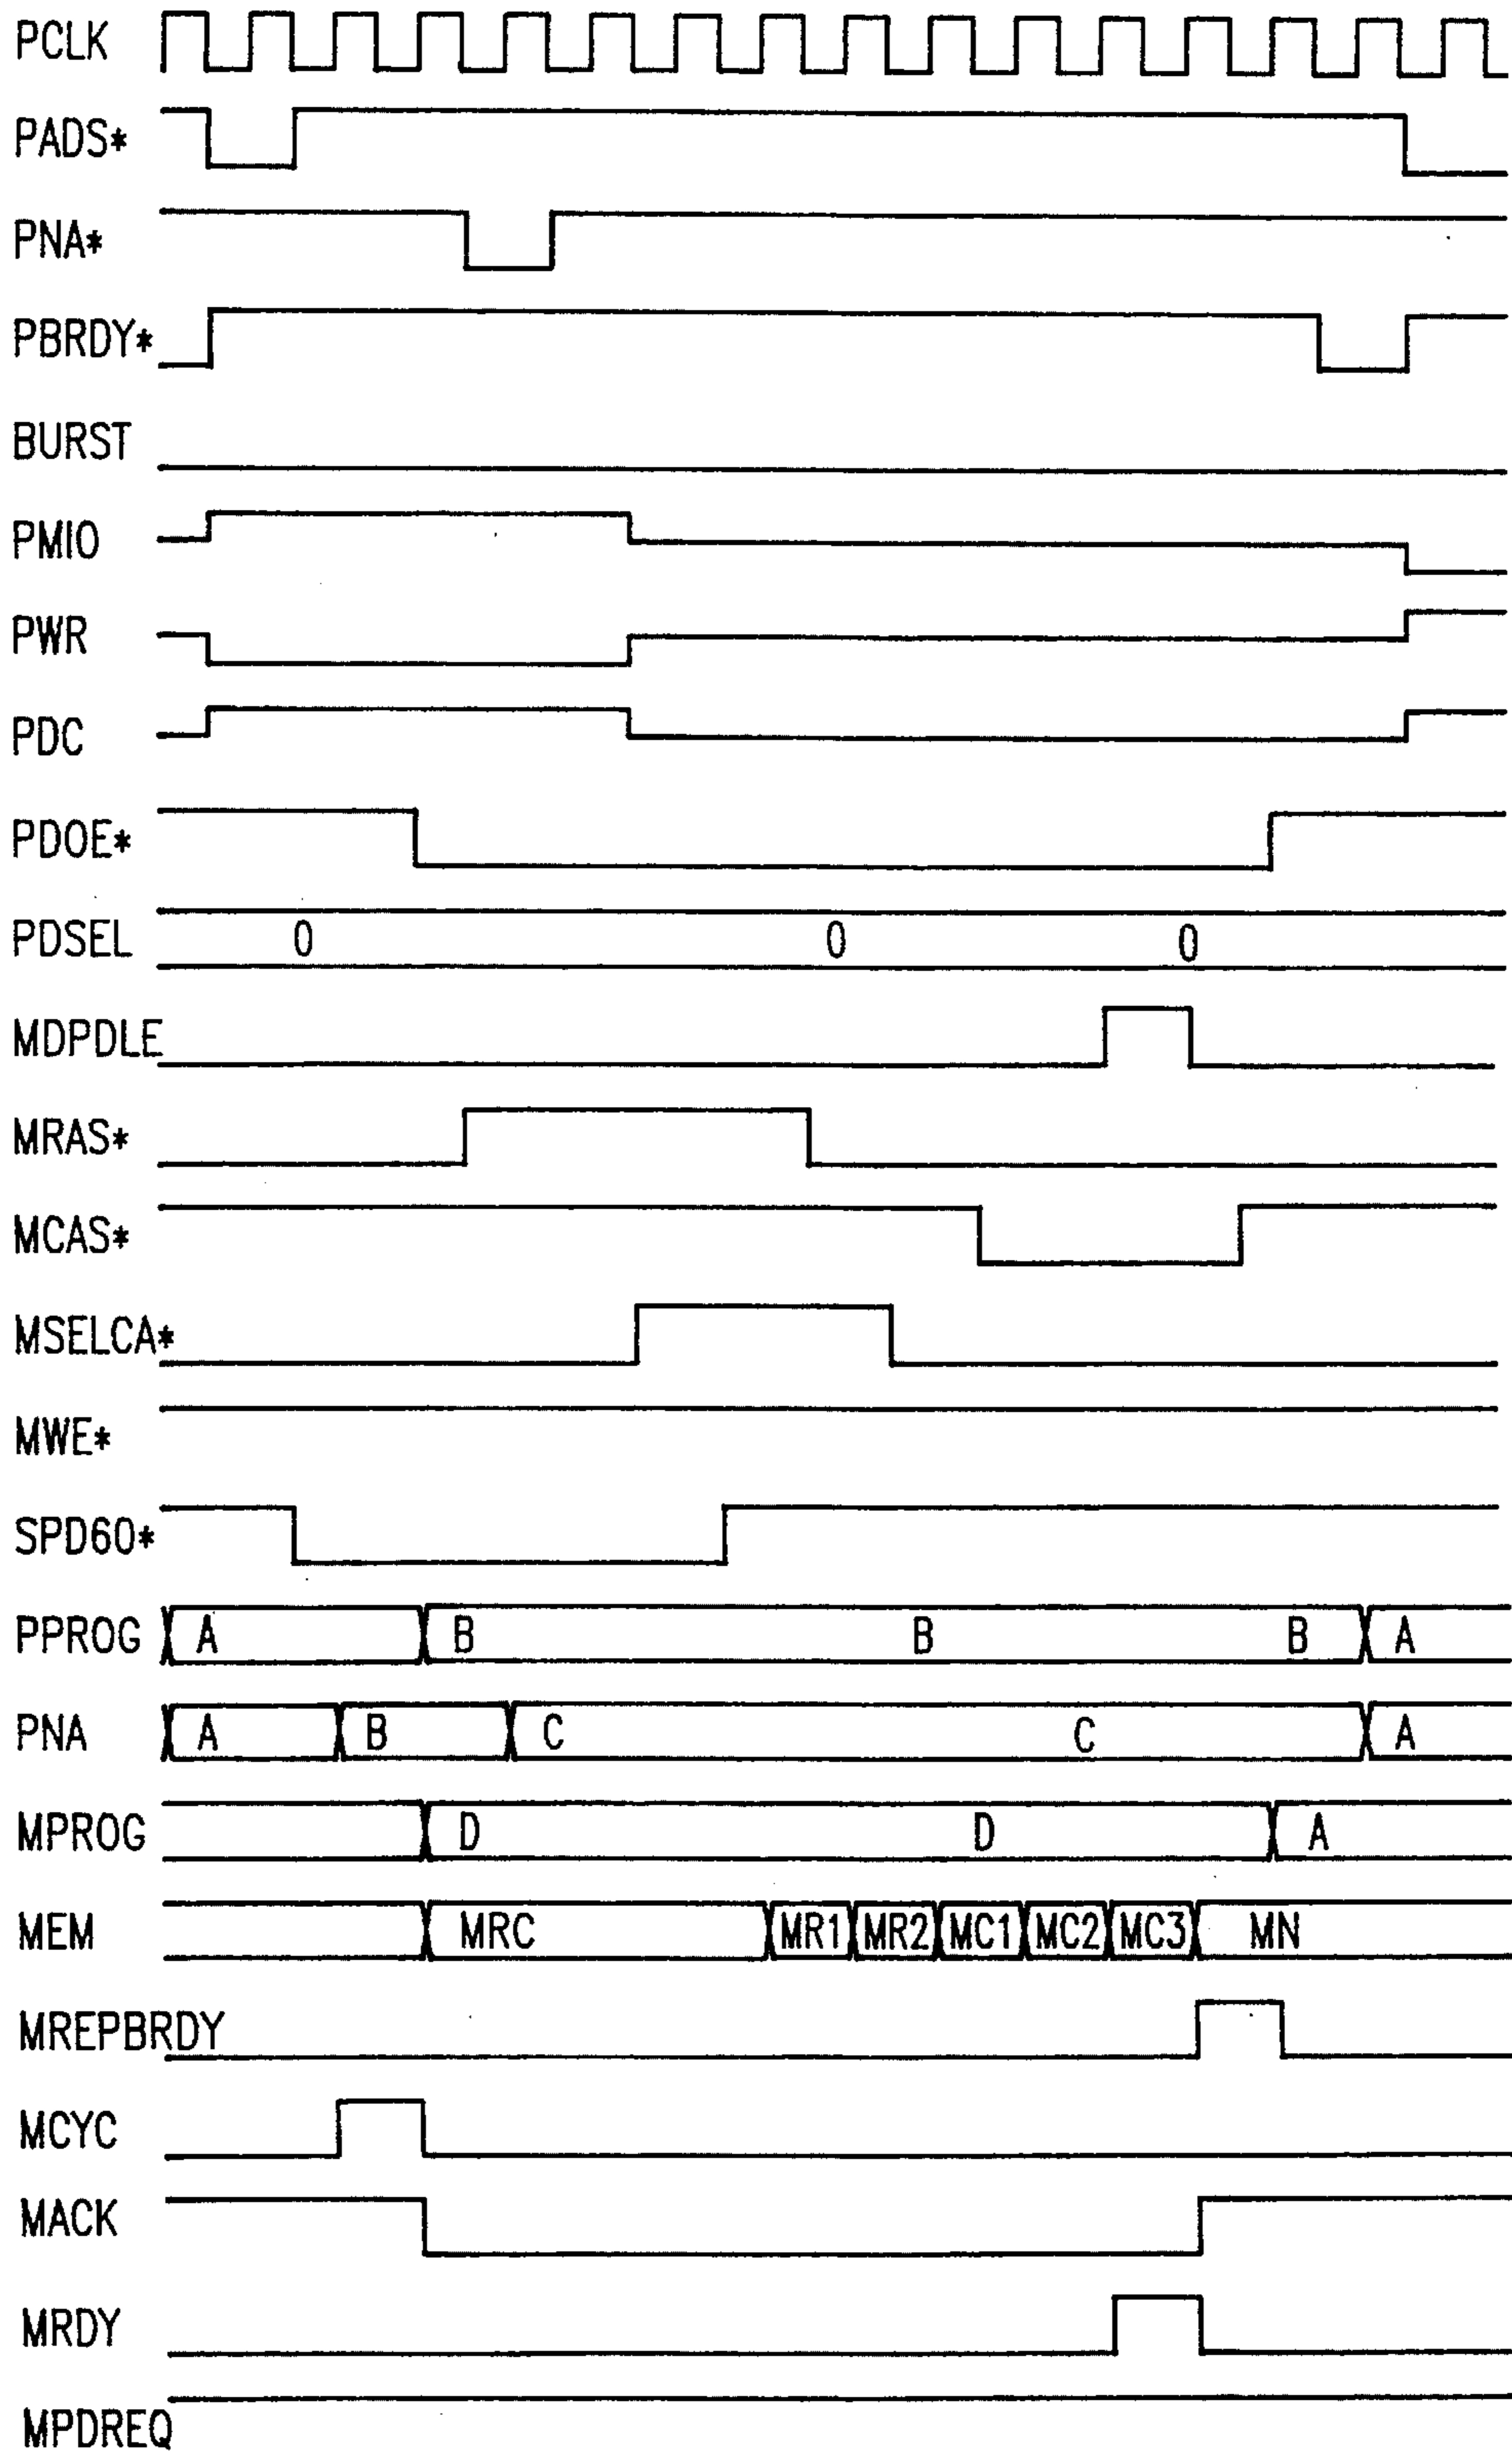 PCLK
PADS*
PNA*
PBRDY*
BURST
PMIO
PWR
PDC
PDOE*
PDSEL 0 0 0
MDPDLE
MRAS*
MCAS*
MSELCA*
MWE*
SPD60*
PPROG A B B B A
PNA A B C C A
MPROG D D A
MEM MRC MR1 MR2 MC1 MC2 MC3 MN
MREPBRDY
MCYC
MACK
MRDY
MPDREQ